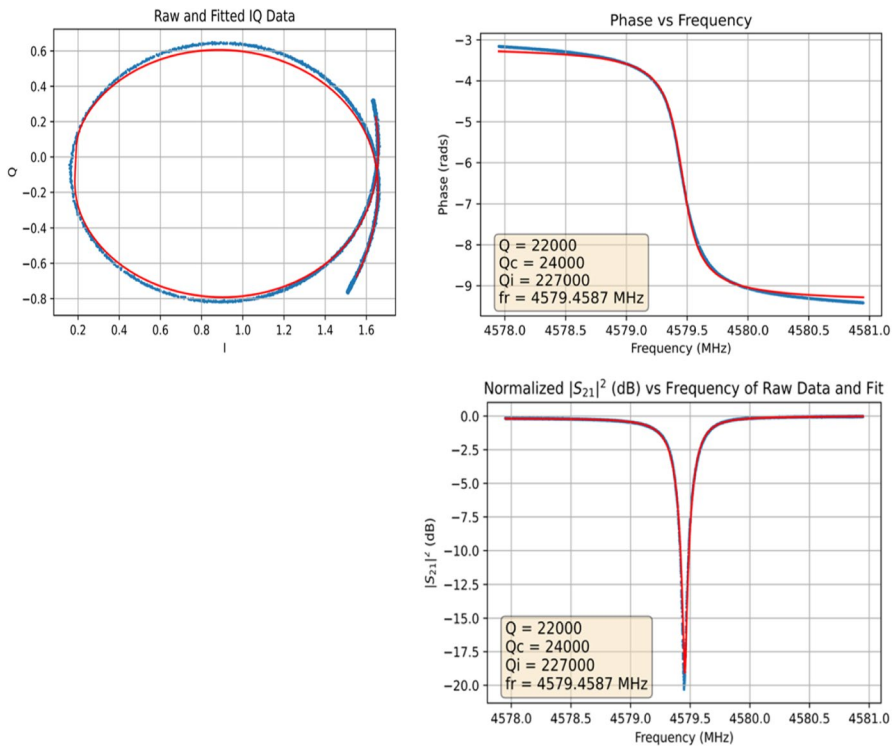 Raw and Fitted IQ Data
0.6
0.4
0.2
0.0
−0.2
−0.4
−0.6
−0.8
Q
0.2 0.4 0.6 0.8 1.0 1.2 1.4 1.6
I
Phase vs Frequency
−3
−4
−5
−6
−7
−8
−9
Phase (rads)
Q = 22000
Qc = 24000
Qi = 227000
fr = 4579.4587 MHz
4578.0 4578.5 4579.0 4579.5 4580.0 4580.5 4581.0
Frequency (MHz)
Normalized |S₂₁|² (dB) vs Frequency of Raw Data and Fit
0.0
−2.5
−5.0
−7.5
−10.0
−12.5
−15.0
−17.5
−20.0
|S₂₁|² (dB)
Q = 22000
Qc = 24000
Qi = 227000
fr = 4579.4587 MHz
4578.0 4578.5 4579.0 4579.5 4580.0 4580.5 4581.0
Frequency (MHz)